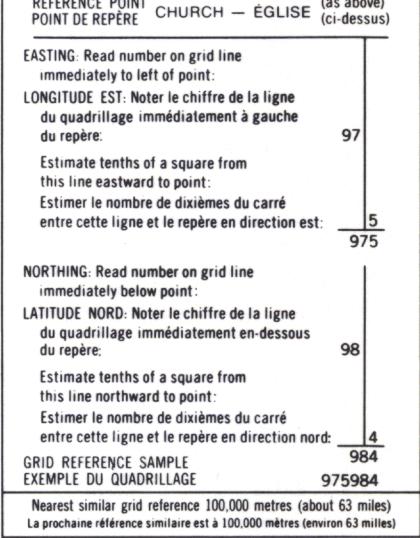 REFERENCE POINT
POINT DE REPÈRE CHURCH — ÉGLISE (as above)
(ci-dessus)
EASTING: Read number on grid line
immediately to left of point:
LONGITUDE EST: Noter le chiffre de la ligne
du quadrillage immédiatement à gauche
du repère: 97
Estimate tenths of a square from
this line eastward to point:
Estimer le nombre de dixièmes du carré
entre cette ligne et le repère en direction est: 5
975
NORTHING: Read number on grid line
immediately below point:
LATITUDE NORD: Noter le chiffre de la ligne
du quadrillage immédiatement en-dessous
du repère: 98
Estimate tenths of a square from
this line northward to point:
Estimer le nombre de dixièmes du carré
entre cette ligne et le repère en direction nord: 4
GRID REFERENCE SAMPLE 984
EXEMPLE DU QUADRILLAGE 975984
Nearest similar grid reference 100,000 metres (about 63 miles)
La prochaine référence similaire est à 100,000 mètres (environ 63 milles)